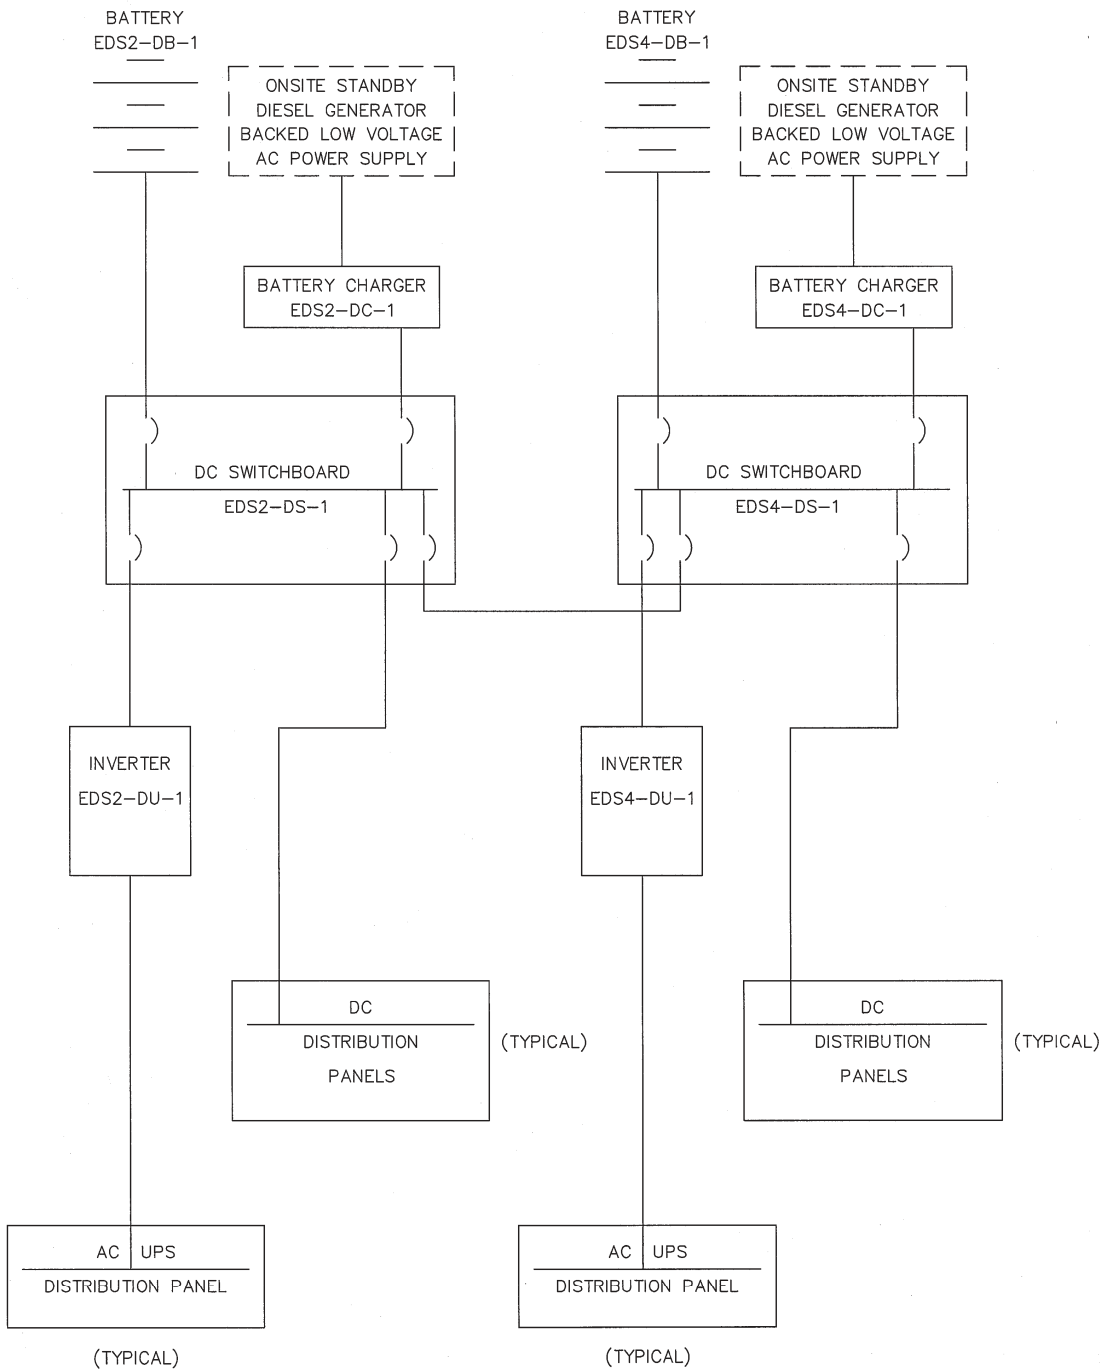 BATTERY
EDS2-DB-1
ONSITE STANDBY
DIESEL GENERATOR
BACKED LOW VOLTAGE
AC POWER SUPPLY
BATTERY CHARGER
EDS2-DC-1
DC SWITCHBOARD
EDS2-DS-1
INVERTER
EDS2-DU-1
DC
DISTRIBUTION
PANELS
(TYPICAL)
AC UPS
DISTRIBUTION PANEL
(TYPICAL)
BATTERY
EDS4-DB-1
ONSITE STANDBY
DIESEL GENERATOR
BACKED LOW VOLTAGE
AC POWER SUPPLY
BATTERY CHARGER
EDS4-DC-1
DC SWITCHBOARD
EDS4-DS-1
INVERTER
EDS4-DU-1
DC
DISTRIBUTION
PANELS
(TYPICAL)
AC UPS
DISTRIBUTION PANEL
(TYPICAL)